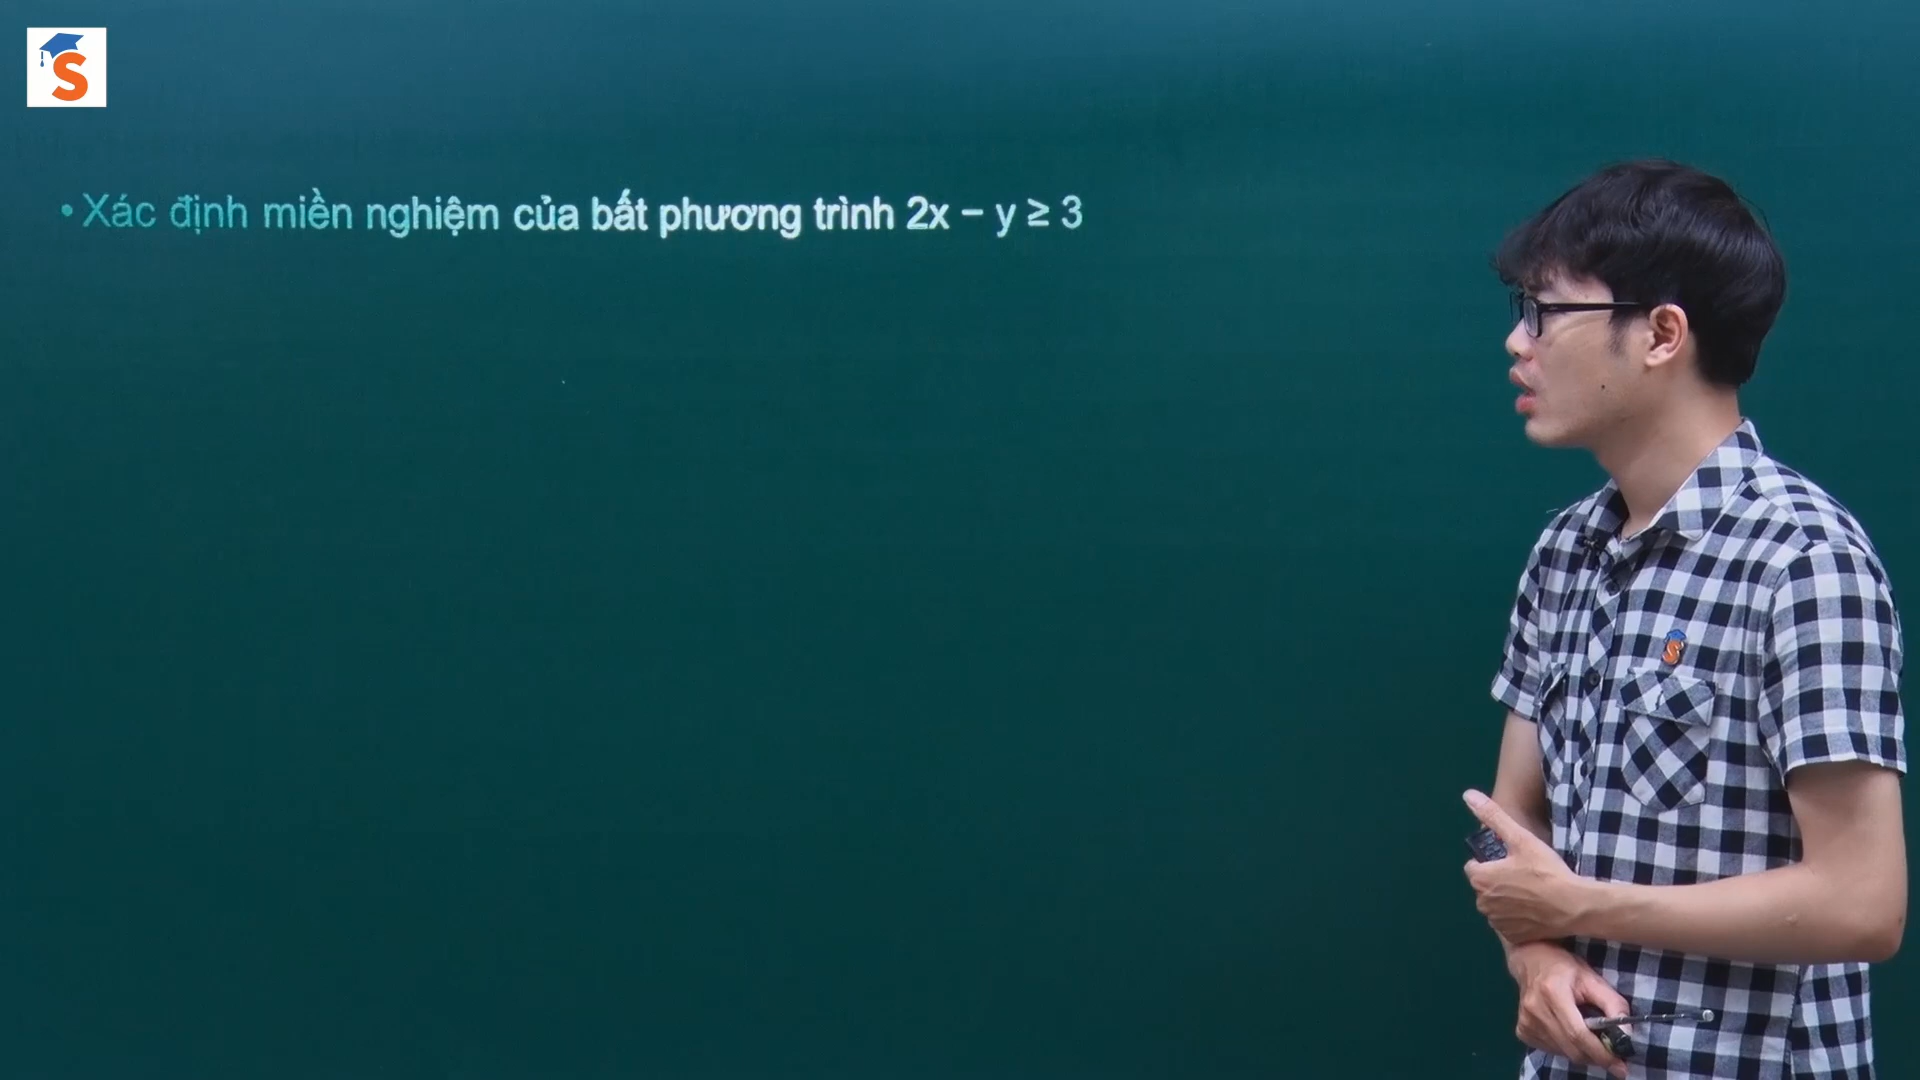 S
• Xác định miền nghiệm của bất phương trình 2x − y ≥ 3
S